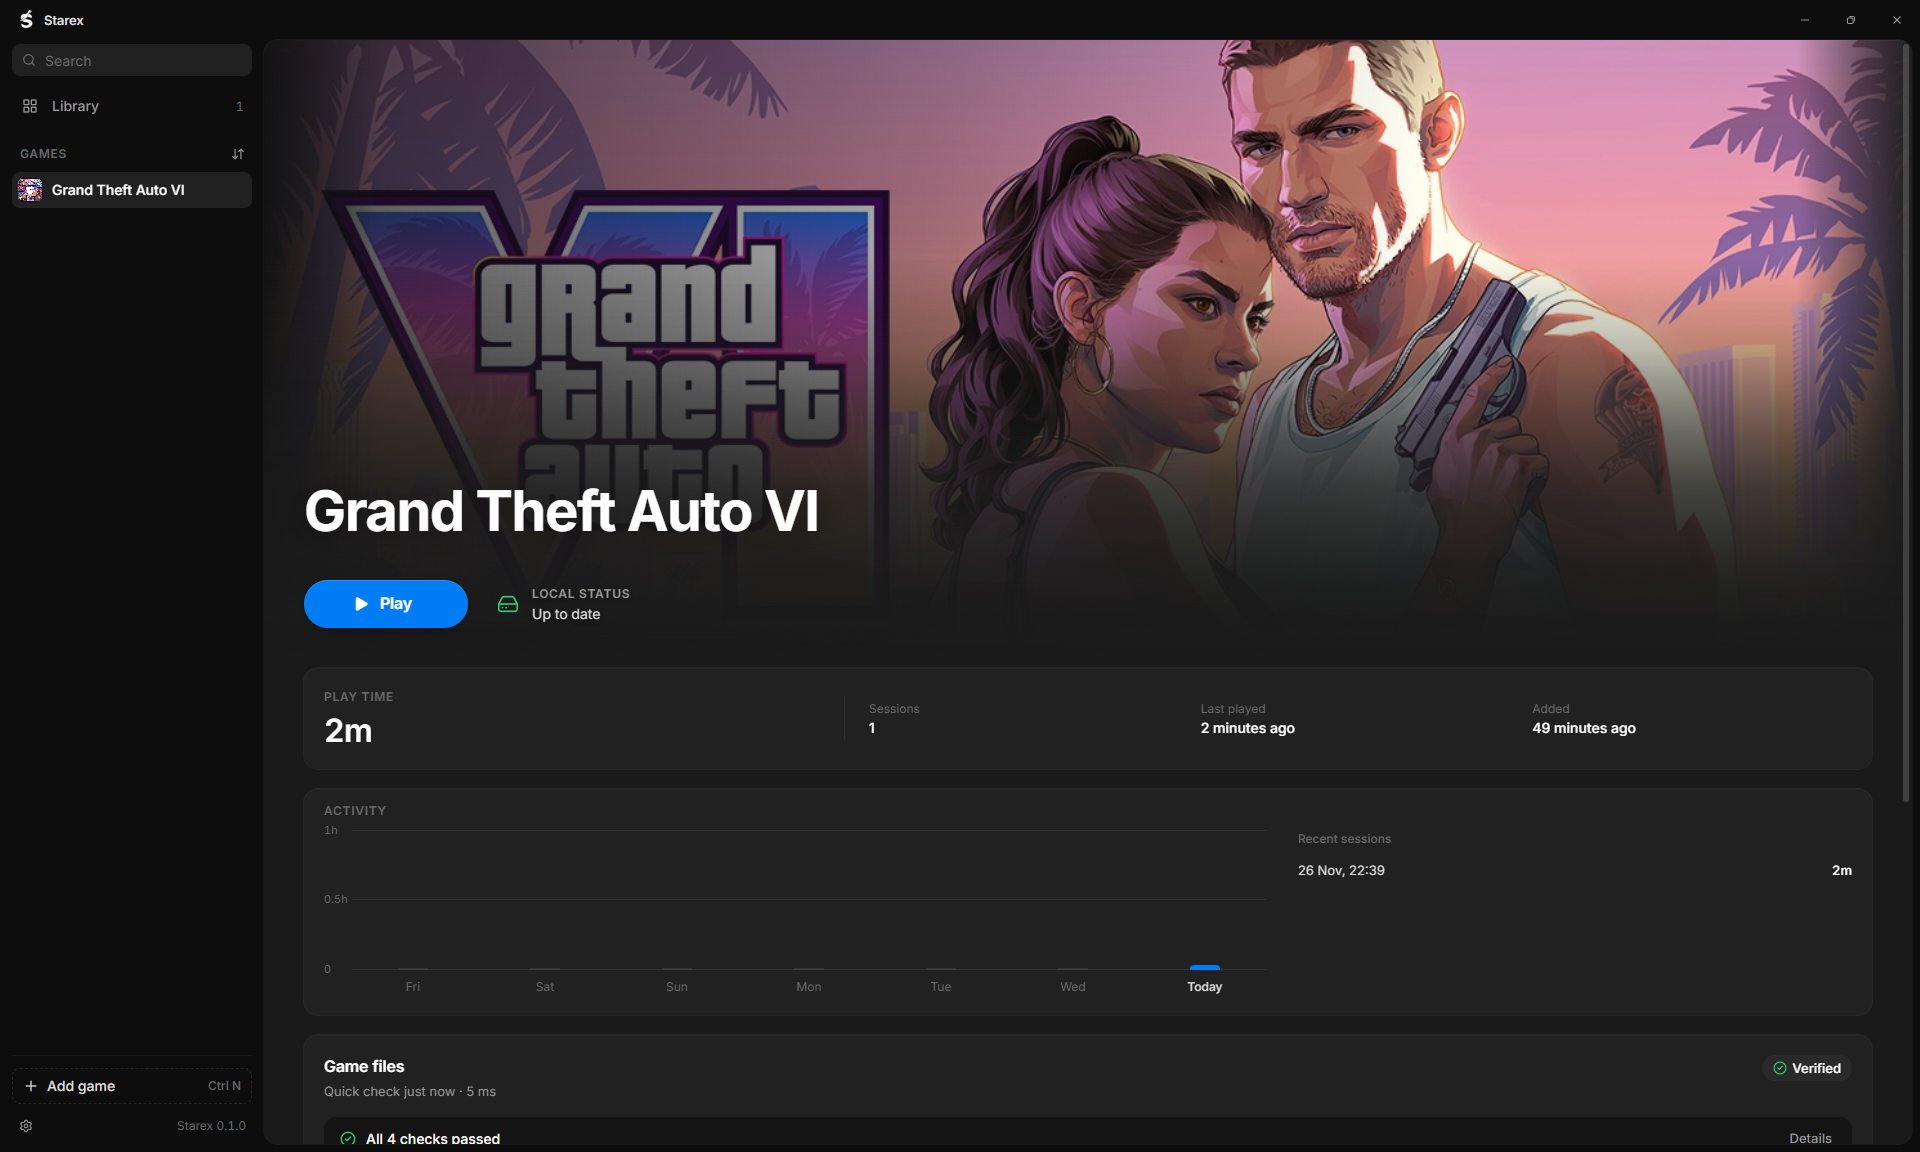 Starex
Search
Library 1
GAMES
Grand Theft Auto VI
grand
theft
auto
Grand Theft Auto VI
Play
LOCAL STATUS
Up to date
PLAY TIME
2m
Sessions
1
Last played
2 minutes ago
Added
49 minutes ago
ACTIVITY
1h
0.5h
0
Fri Sat Sun Mon Tue Wed Today
Recent sessions
26 Nov, 22:39 2m
Game files
Quick check just now · 5 ms
Verified
All 4 checks passed
Details
Add game Ctrl N
Starex 0.1.0